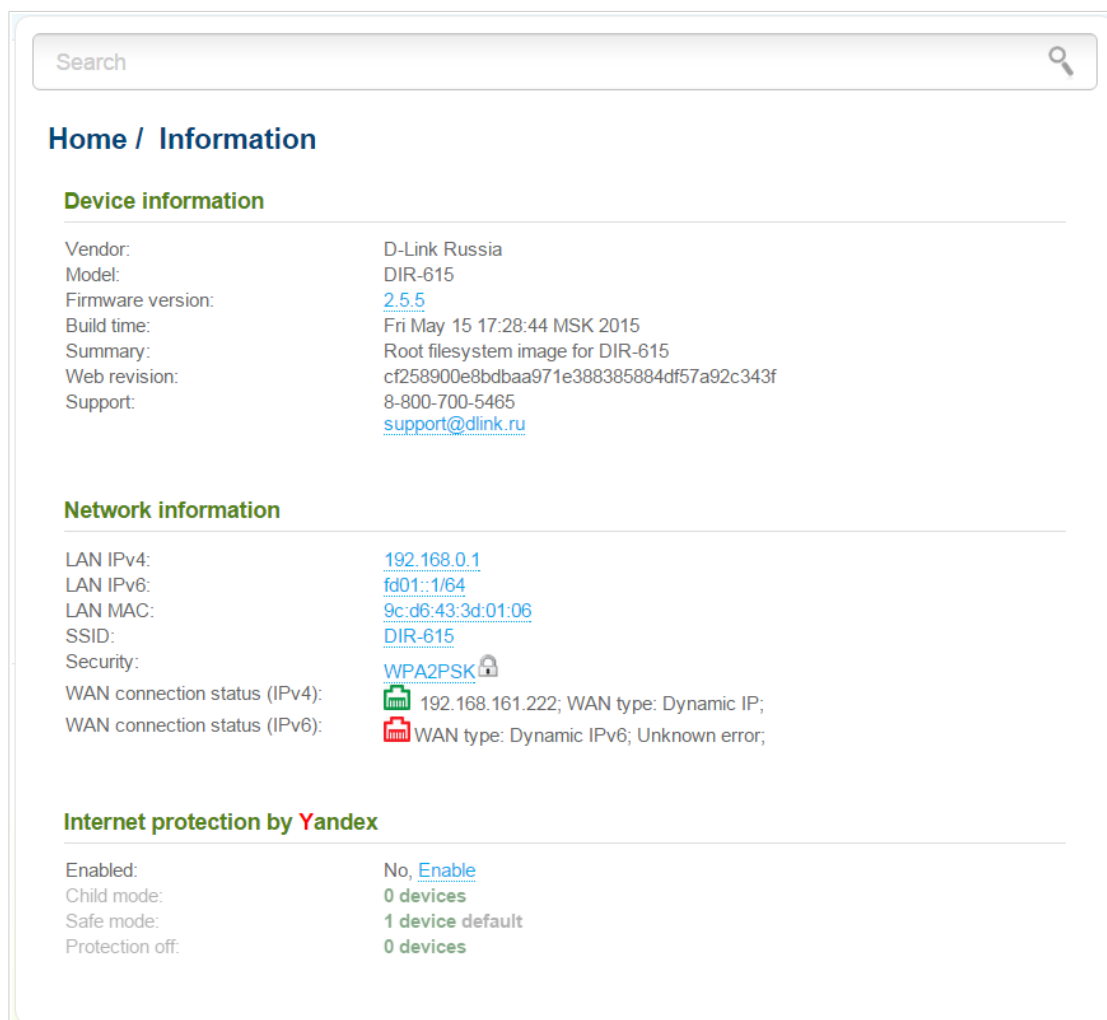 Search
Home / Information
Device information
Vendor: D-Link Russia
Model: DIR-615
Firmware version: 2.5.5
Build time: Fri May 15 17:28:44 MSK 2015
Summary: Root filesystem image for DIR-615
Web revision: cf258900e8bdbaa971e388385884df57a92c343f
Support: 8-800-700-5465
support@dlink.ru
Network information
LAN IPv4: 192.168.0.1
LAN IPv6: fd01::1/64
LAN MAC: 9c:d6:43:3d:01:06
SSID: DIR-615
Security: WPA2PSK
WAN connection status (IPv4): 192.168.161.222; WAN type: Dynamic IP;
WAN connection status (IPv6): WAN type: Dynamic IPv6; Unknown error;
Internet protection by Yandex
Enabled: No, Enable
Child mode: 0 devices
Safe mode: 1 device default
Protection off: 0 devices